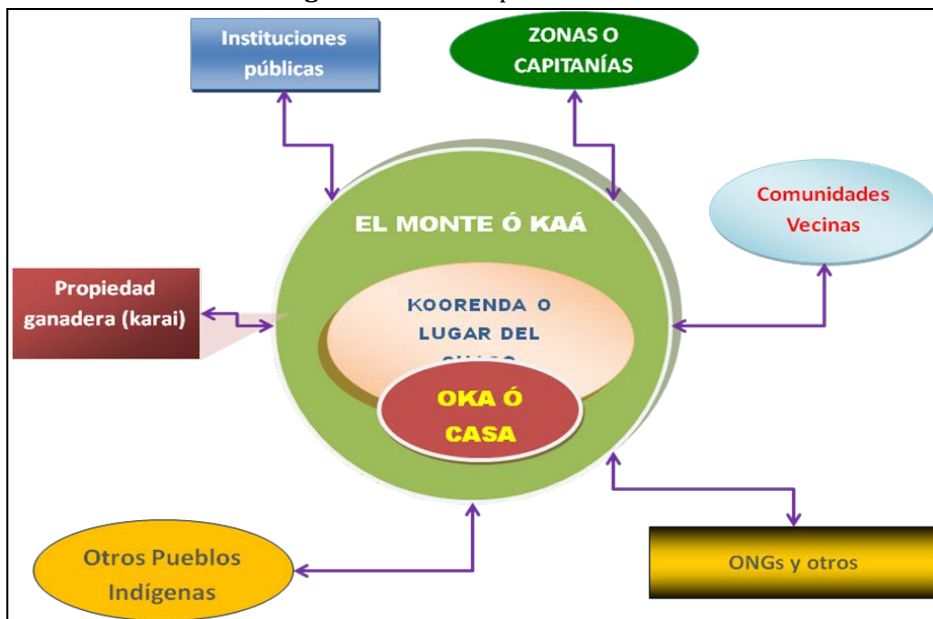 Instituciones
públicas
ZONAS O
CAPITANÍAS
Comunidades
Vecinas
EL MONTE Ó KAÁ
Propiedad
ganadera (karai)
KOORENDA O
LUGAR DEL
OKA Ó
CASA
Otros Pueblos
Indígenas
ONGs y otros